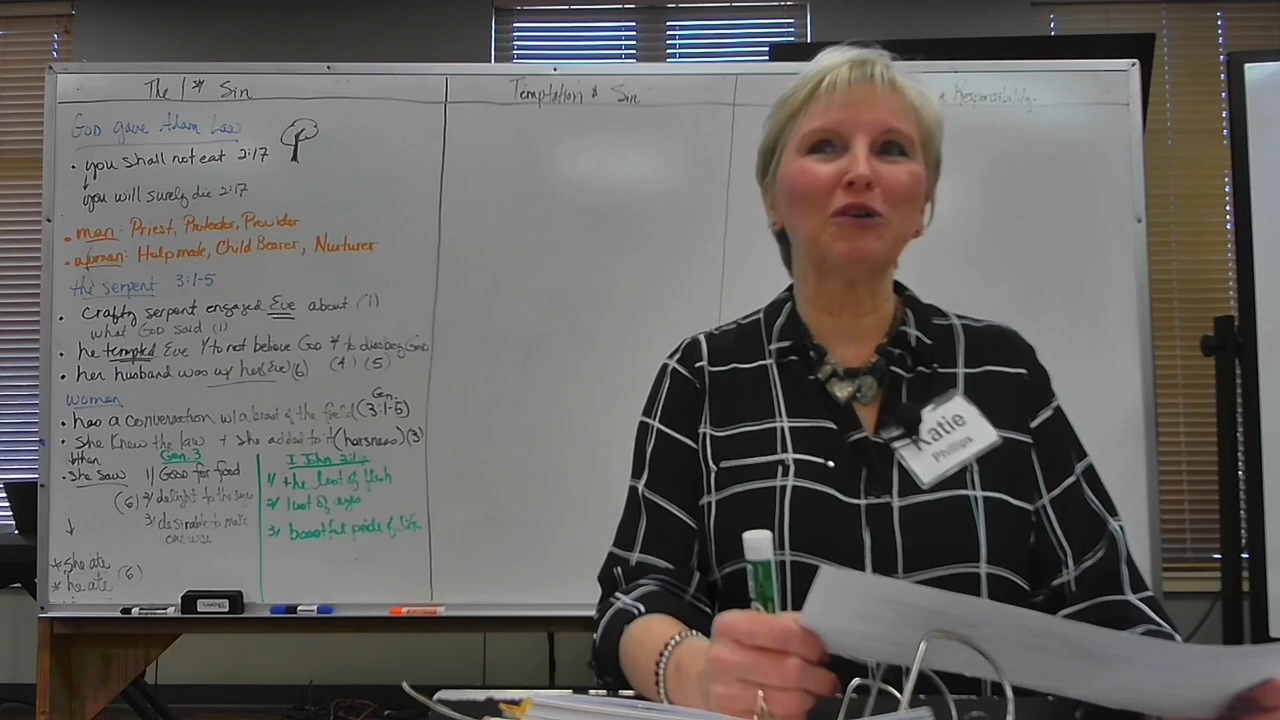 The 1st Sin
Temptation & Sin
Responsibility
God gave Adam Law
• you shall not eat 2:17
you will surely die 2:17
• man: Priest, Protector, Provider
• woman: Helpmate, Child Bearer, Nurturer
the serpent 3:1-5
• Crafty serpent engaged Eve about (1)
what God said (1)
• he tempted Eve to not believe God & to disobey God
• her husband was w/ her (Eve) (6) (4) (5)
women
• has a conversation w/ a beast of the field (Gen. 3:1-5)
• She knew the law + she added to it (harsness) (3)
then
• She saw
Gen. 3
1) Good for food
(6) 2) delight to the eyes
3) desirable to make
one wise
I John
1) the lust of flesh
2) lust of eyes
3) boastful pride of life
* she ate
* he ate (6)
Katie
Phillips